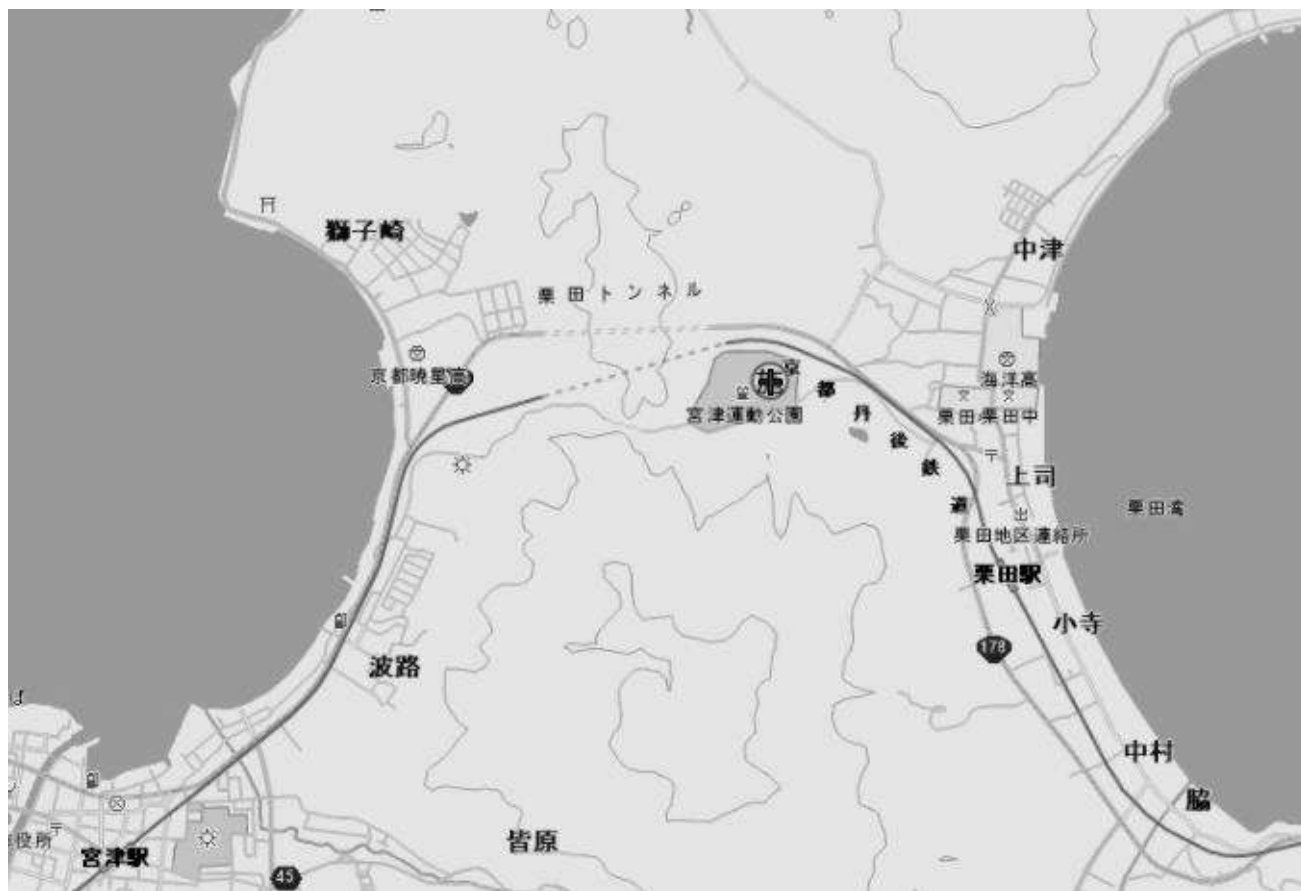 獅子崎
中津
栗田トンネル
京都暁星高
海洋高
宮津運動公園
栗田中
京都丹後鉄道
上司
栗田湾
栗田地区連絡所
栗田駅
小寺
178
波路
中村
脇
役所
宮津駅
皆原
45